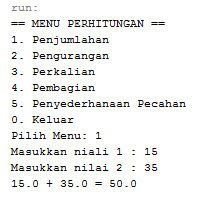 run:
== MENU PERHITUNGAN ==
1. Penjumlahan
2. Pengurangan
3. Perkalian
4. Pembagian
5. Penyederhanaan Pecahan
0. Keluar
Pilih Menu: 1
Masukkan niali 1 : 15
Masukkan nilai 2 : 35
15.0 + 35.0 = 50.0